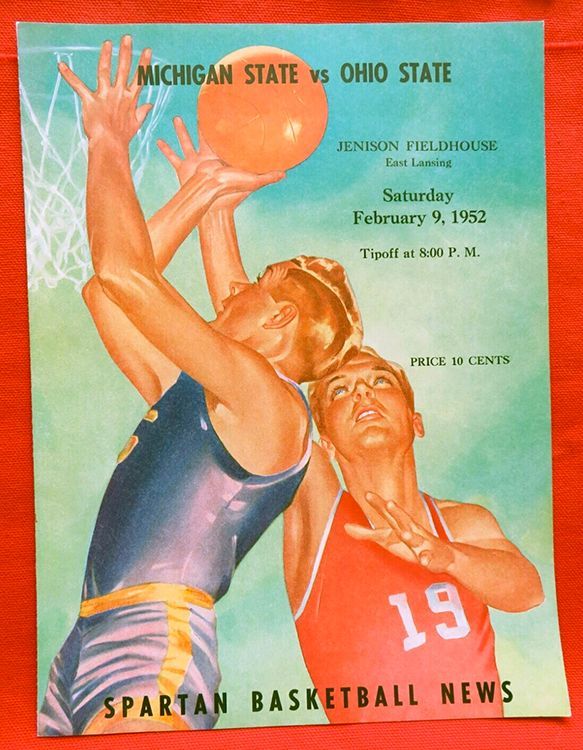 MICHIGAN STATE vs OHIO STATE
JENISON FIELDHOUSE
East Lansing
Saturday
February 9, 1952
Tipoff at 8:00 P. M.
PRICE 10 CENTS
19
SPARTAN BASKETBALL NEWS